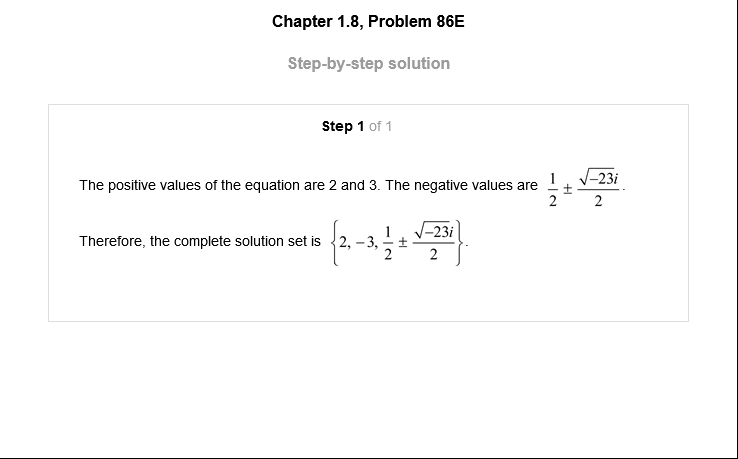 Chapter 1.8, Problem 86E
Step-by-step solution
Step 1 of 1
The positive values of the equation are 2 and 3. The negative values are $\frac{1}{2} \pm \frac{\sqrt{-23}i}{2}$.
Therefore, the complete solution set is $\left\{2, -3, \frac{1}{2} \pm \frac{\sqrt{-23}i}{2}\right\}$.